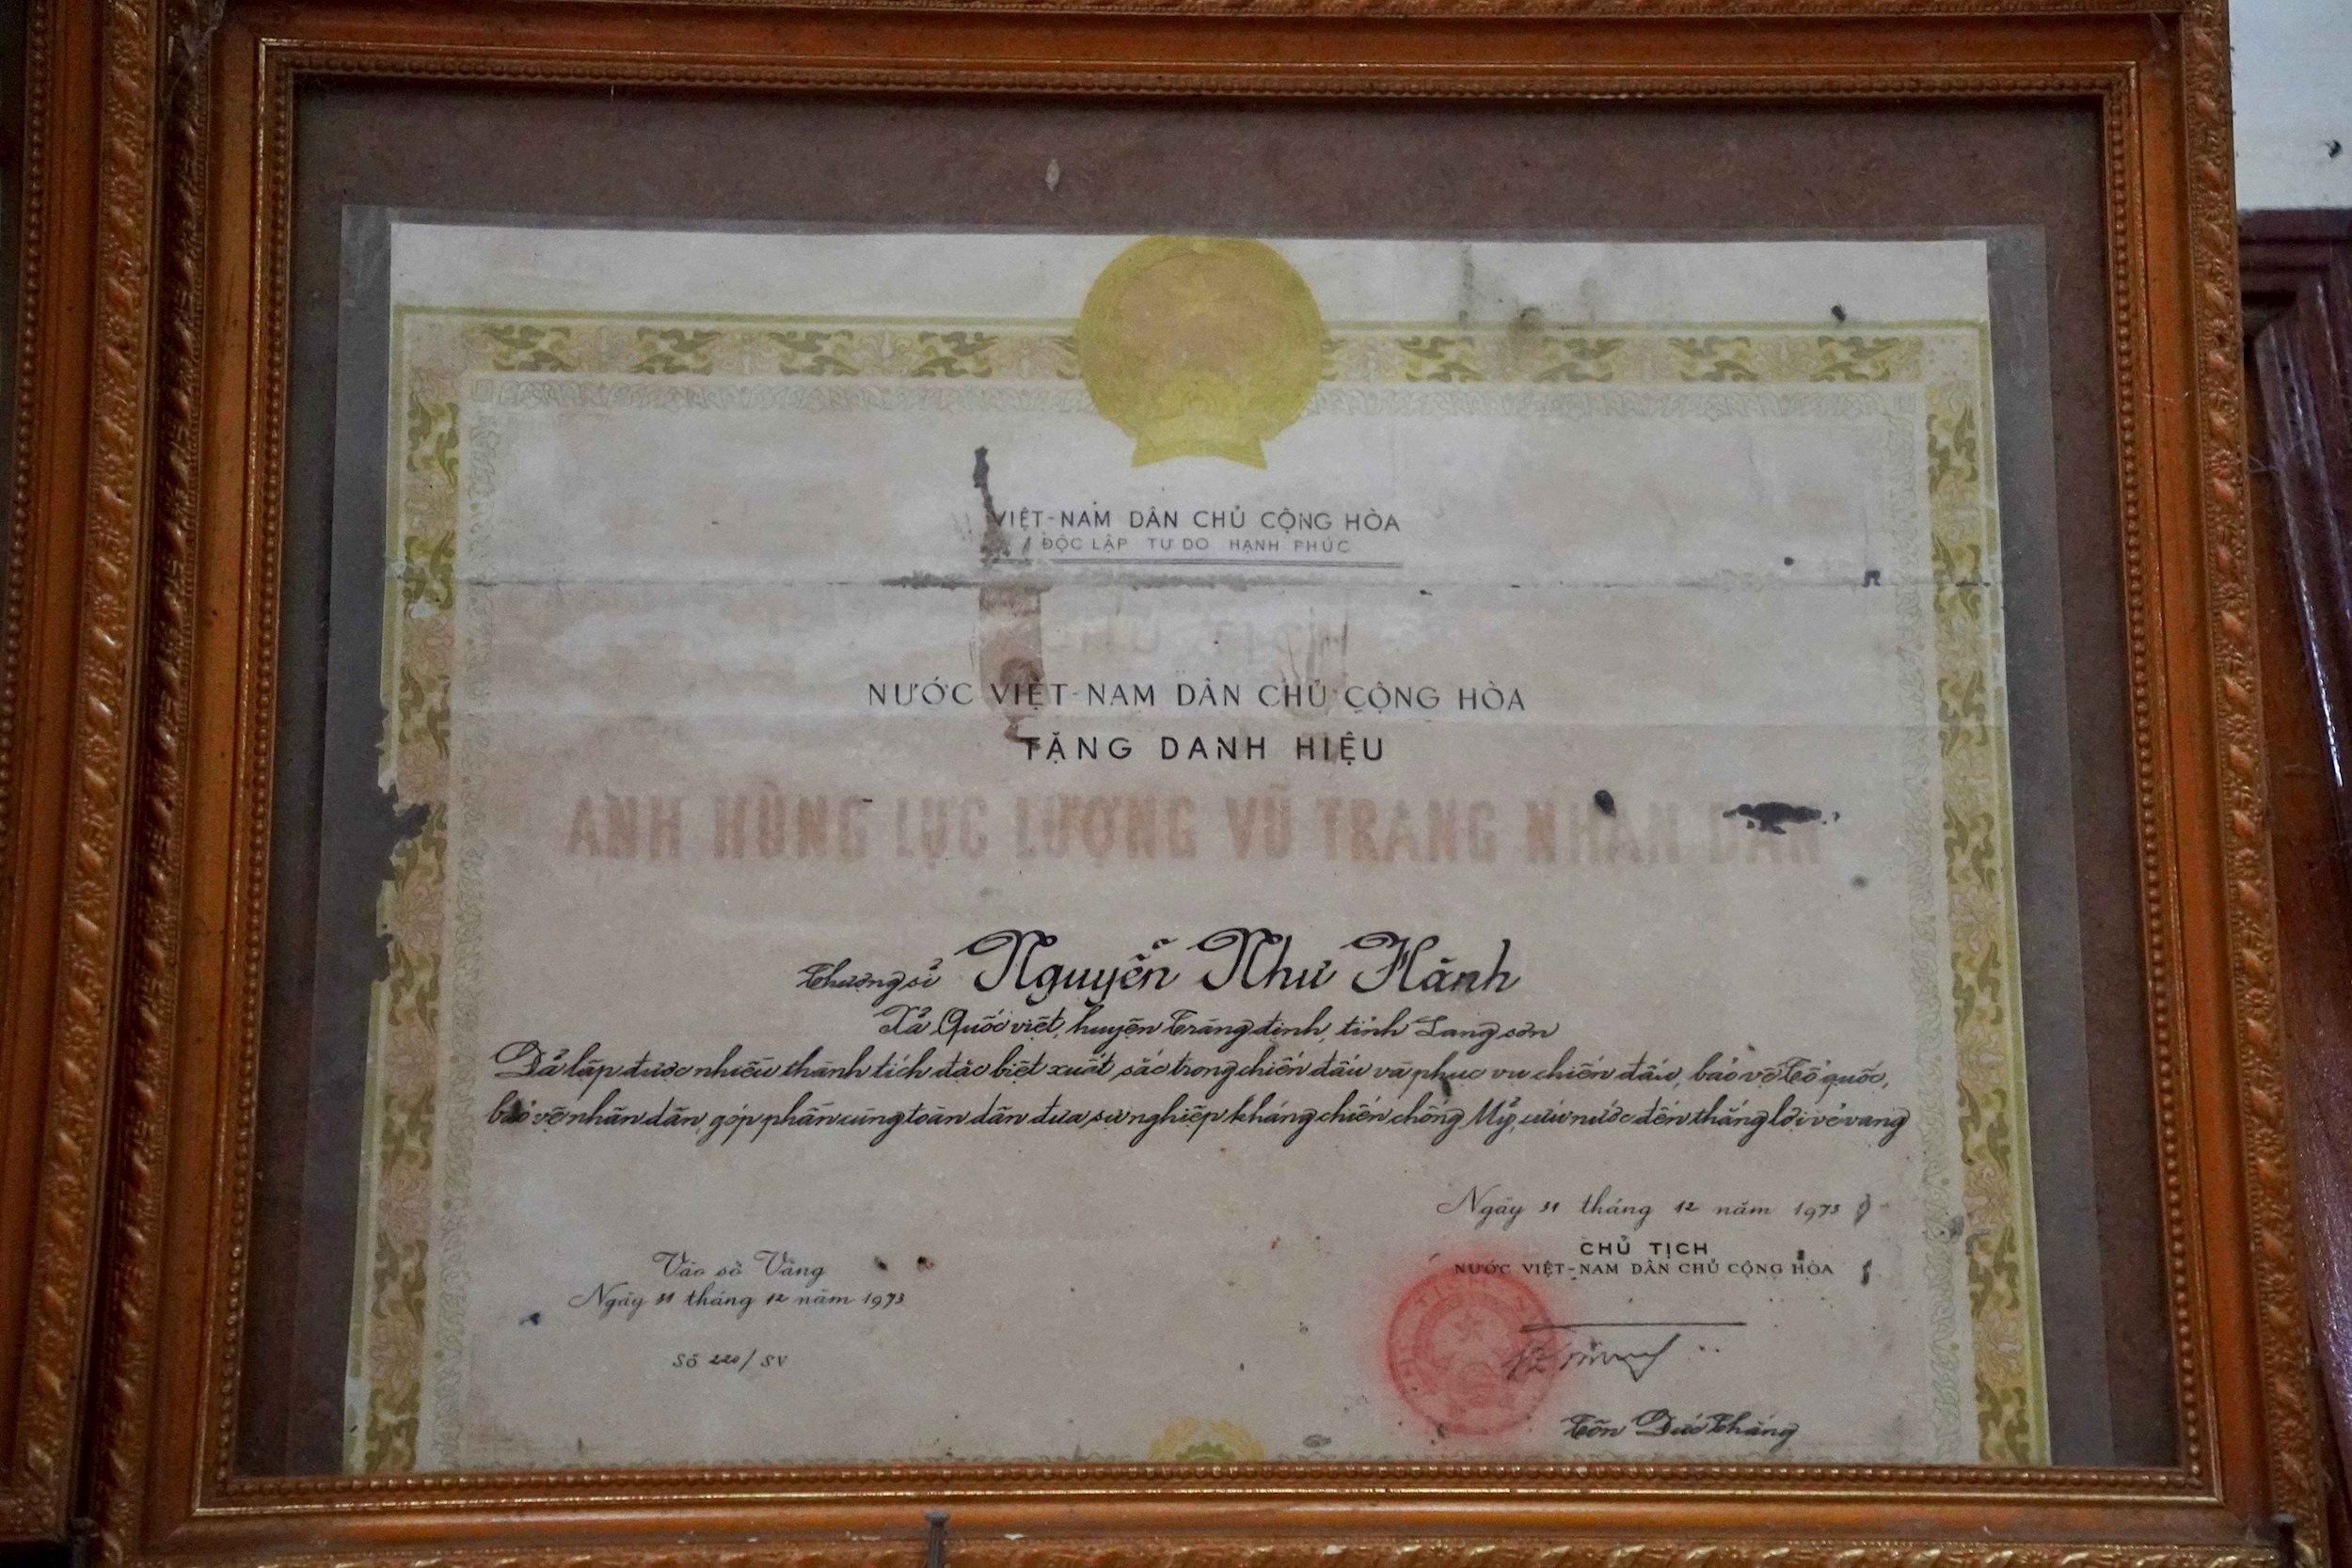 VIỆT-NAM DÂN CHỦ CỘNG HÒA
ĐỘC LẬP TỰ DO HẠNH PHÚC
NƯỚC VIỆT-NAM DÂN CHỦ CỘNG HÒA
TẶNG DANH HIỆU
ANH HÙNG LỰC LƯỢNG VŨ TRANG NHÂN DÂN
Thượng sĩ Nguyễn Như Hành
Xã Quốc việt, huyện Tràng định, tỉnh Lạng sơn
Đã lập được nhiều thành tích đặc biệt xuất sắc trong chiến đấu và phục vụ chiến đấu, bảo vệ Tổ quốc,
bảo vệ nhân dân, góp phần cùng toàn dân đưa sự nghiệp kháng chiến chống Mỹ, cứu nước đến thắng lợi vẻ vang
Ngày 31 tháng 12 năm 1973
CHỦ TỊCH
NƯỚC VIỆT-NAM DÂN CHỦ CỘNG HÒA
Vào sổ Vàng
Ngày 31 tháng 12 năm 1973
Số 220/SV
Tôn Đức Thắng